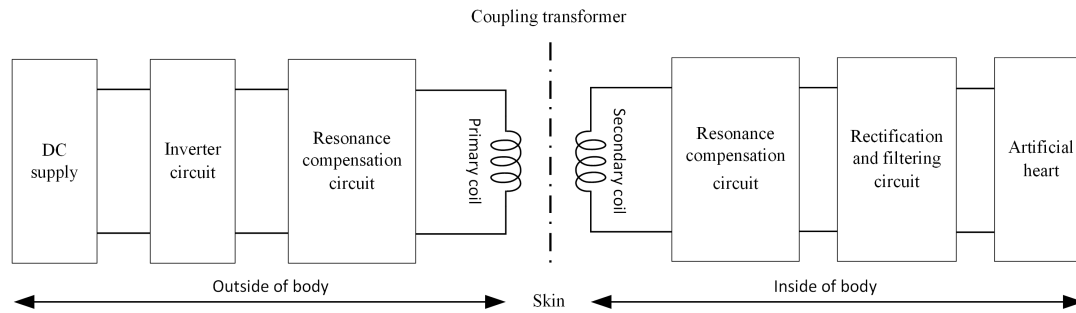 Coupling transformer
DC
supply
Inverter
circuit
Resonance
compensation
circuit
Primary coil
Secondary coil
Resonance
compensation
circuit
Rectification
and filtering
circuit
Artificial
heart
Outside of body
Skin
Inside of body